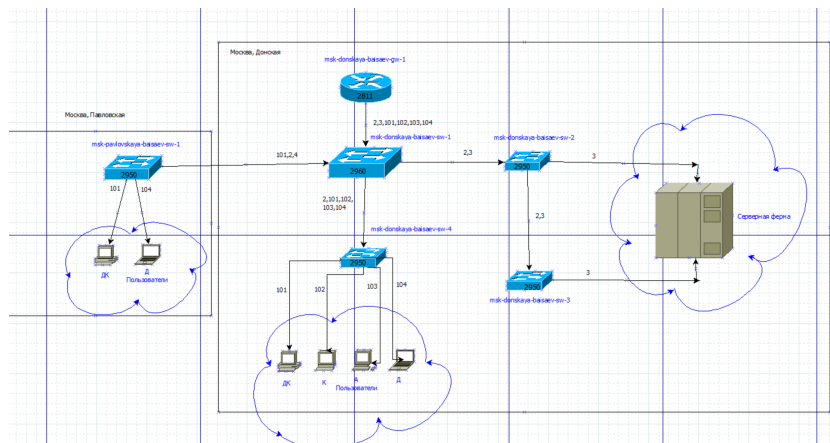 Москва, Донская
msk-donskaya-baisaev-gw-1
2811
2,3,101,102,103,104
Москва, Павловская
msk-pavlovskaya-baisaev-sw-1
2950
101
104
101,2,4
msk-donskaya-baisaev-sw-1
2960
2,3
msk-donskaya-baisaev-sw-2
2950
3
2,101,102,
103,104
2,3
Серверная ферма
msk-donskaya-baisaev-sw-4
2950
ДК
Д
Пользователи
101
102
103
104
2950
msk-donskaya-baisaev-sw-3
3
ДК
К
А
Д
Пользователи